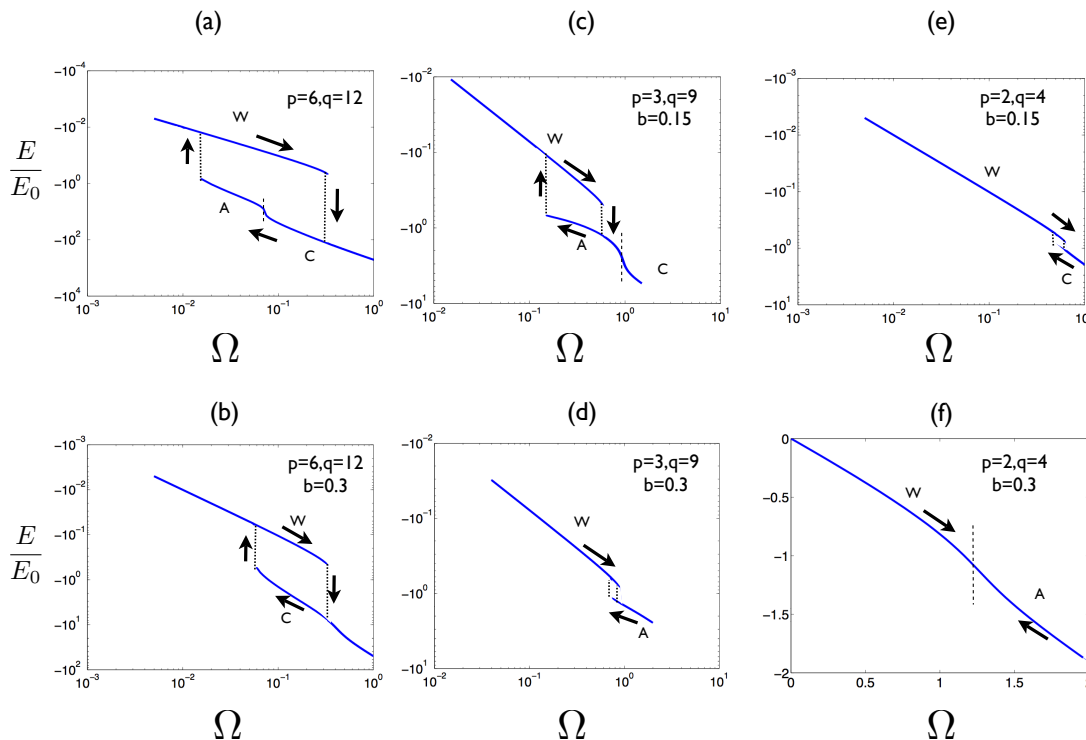 (a)
(c)
(e)
p=6,q=12
p=3,q=9
b=0.15
p=2,q=4
b=0.15
E/E₀
-10⁻⁴
-10⁻²
-10⁰
-10²
-10⁴
W
A
C
10⁻³
10⁻²
10⁻¹
10⁰
Ω
-10⁻²
-10⁻¹
-10⁰
-10¹
W
A
C
10⁻²
10⁻¹
10⁰
10¹
Ω
-10⁻³
-10⁻²
-10⁻¹
-10⁰
-10¹
W
C
10⁻³
10⁻²
10⁻¹
10⁰
Ω
(b)
(d)
(f)
p=6,q=12
b=0.3
p=3,q=9
b=0.3
p=2,q=4
b=0.3
E/E₀
-10⁻³
-10⁻²
-10⁻¹
-10⁰
-10¹
-10²
W
C
10⁻³
10⁻²
10⁻¹
10⁰
Ω
-10⁻²
-10⁻¹
-10⁰
-10¹
W
A
10⁻²
10⁻¹
10⁰
10¹
Ω
0
−0.5
−1
−1.5
−2
W
A
0
0.5
1
1.5
Ω